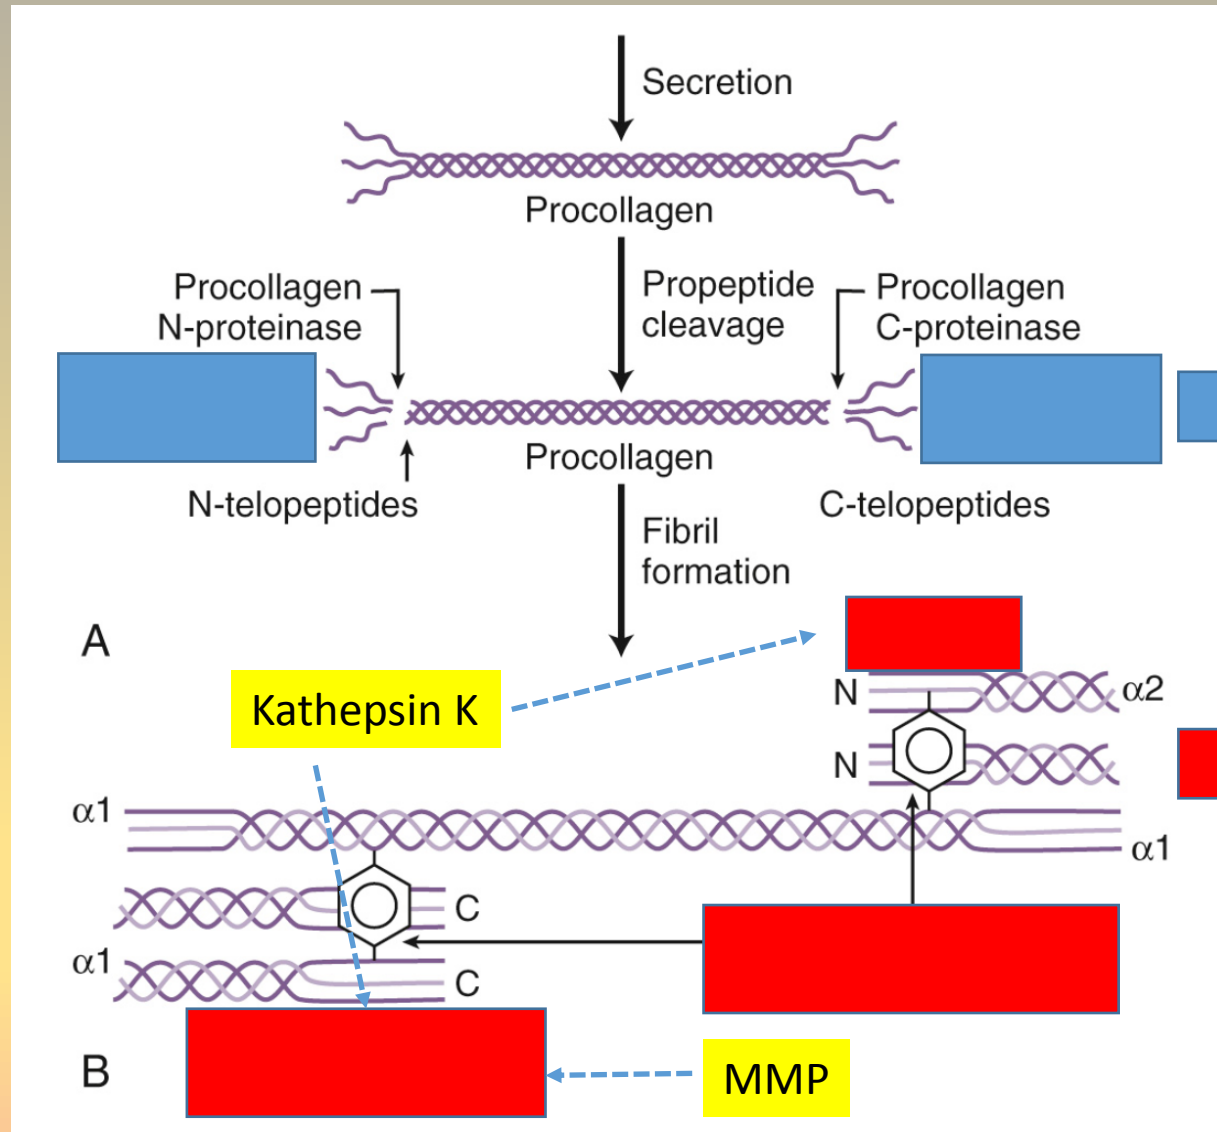 Secretion
Procollagen
Procollagen
N-proteinase
Propeptide
cleavage
Procollagen
C-proteinase
Procollagen
N-telopeptides
C-telopeptides
Fibril
formation
A
Kathepsin K
N
α2
N
α1
α1
C
α1
C
B
MMP